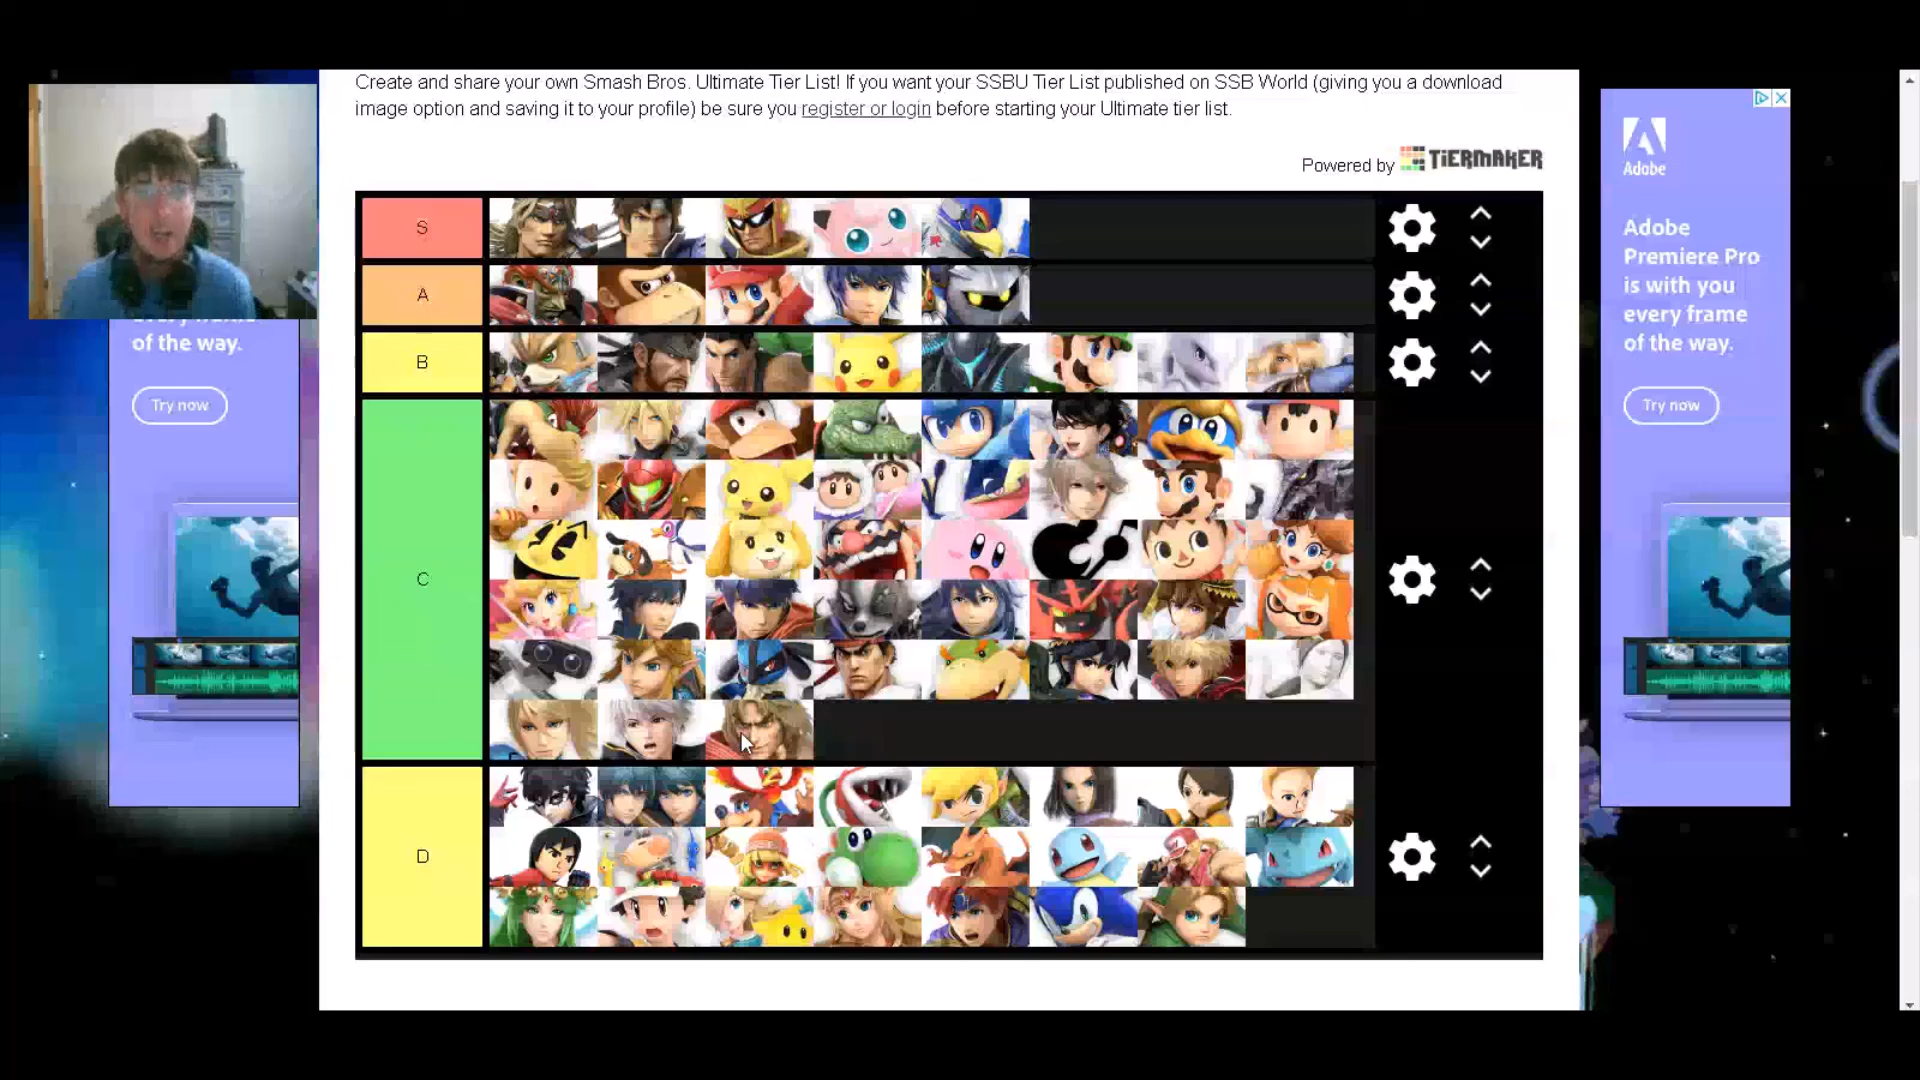 Create and share your own Smash Bros. Ultimate Tier List! If you want your SSBU Tier List published on SSB World (giving you a download
image option and saving it to your profile) be sure you register or login before starting your Ultimate tier list.
Powered by TIERMAKER
S
A
B
C
D
of the way.
Try now
Adobe
Adobe
Premiere Pro
is with you
every frame
of the way.
Try now